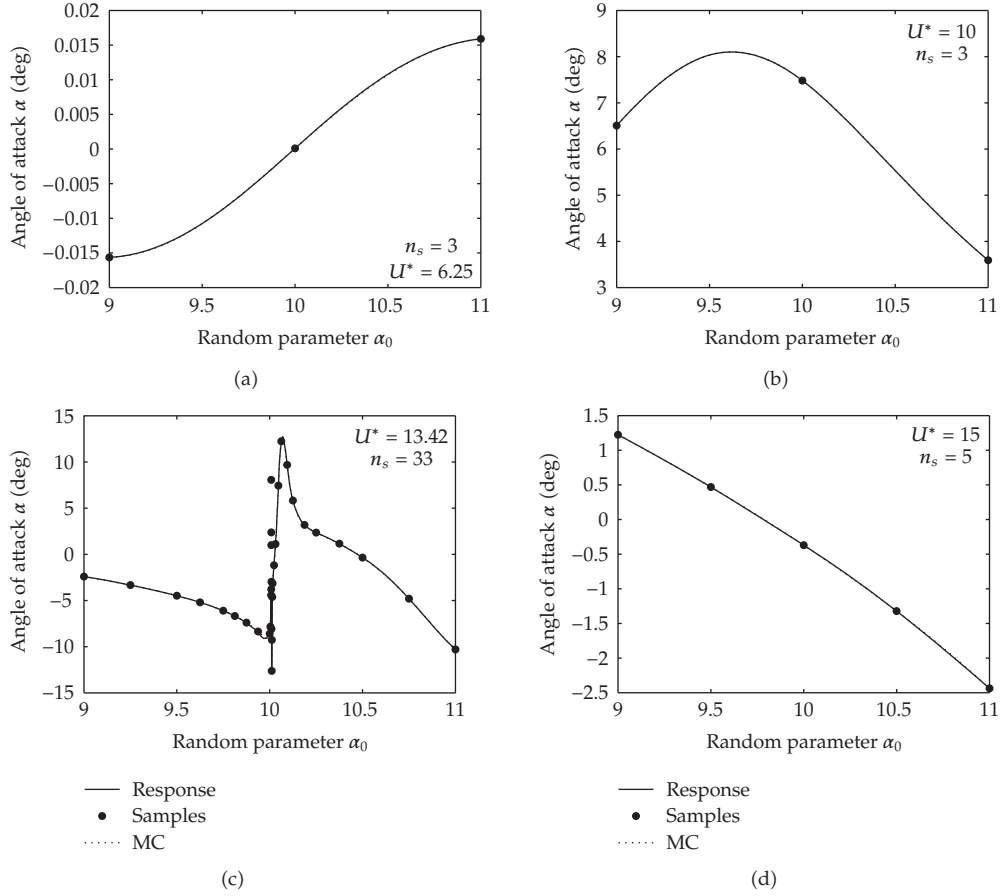 0.02
0.015
0.01
0.005
0
−0.005
−0.01
−0.015
−0.02
Angle of attack α (deg)
n_s = 3
U* = 6.25
9
9.5
10
10.5
11
Random parameter α₀
(a)
9
8
7
6
5
4
3
Angle of attack α (deg)
U* = 10
n_s = 3
9
9.5
10
10.5
11
Random parameter α₀
(b)
15
10
5
0
−5
−10
−15
Angle of attack α (deg)
U* = 13.42
n_s = 33
9
9.5
10
10.5
11
Random parameter α₀
Response
Samples
MC
(c)
1.5
1
0.5
0
−0.5
−1
−1.5
−2
−2.5
Angle of attack α (deg)
U* = 15
n_s = 5
9
9.5
10
10.5
11
Random parameter α₀
Response
Samples
MC
(d)